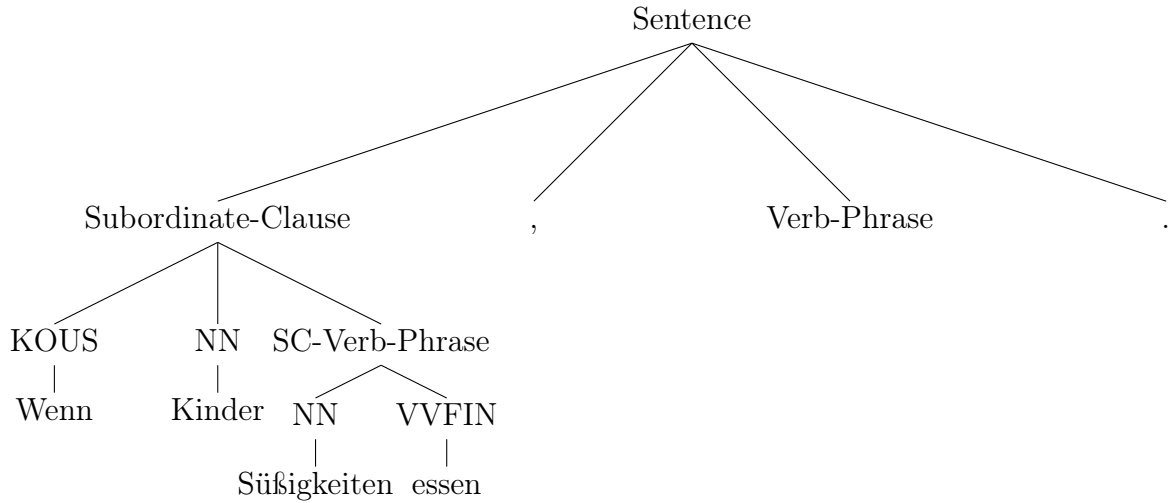 Sentence
Subordinate-Clause , Verb-Phrase .
KOUS NN SC-Verb-Phrase
Wenn Kinder NN VVFIN
Süßigkeiten essen